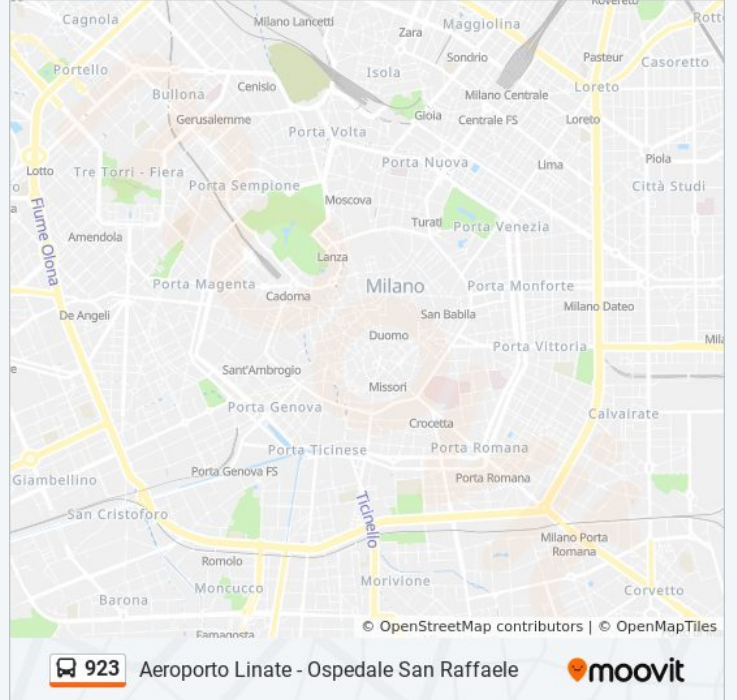 Rovereto
Cagnola
Milano Lancetti
Maggiolina
Zara
Sondrio
Pasteur
Casoretto
Portello
Isola
Bullona
Cenisio
Milano Centrale
Loreto
Gerusalemme
Gioia
Centrale FS
Loreto
Porta Volta
Lotto
Tre Torri - Fiera
Porta Nuova
Lima
Piola
Porta Sempione
Città Studi
Moscova
Turati
Porta Venezia
Fiume Olona
Amendola
Lanza
Porta Magenta
Milano
Porta Monforte
Cadorna
De Angeli
San Babila
Milano Dateo
Duomo
Porta Vittoria
Sant'Ambrogio
Missori
Porta Genova
Calvairate
Crocetta
Porta Ticinese
Porta Romana
Giambellino
Porta Genova FS
Porta Romana
San Cristoforo
Ticinello
Milano Porta
Romana
Romolo
Morivione
Moncucco
Corvetto
Barona
Famagosta
© OpenStreetMap contributors | © OpenMapTiles
923 Aeroporto Linate - Ospedale San Raffaele
moovit